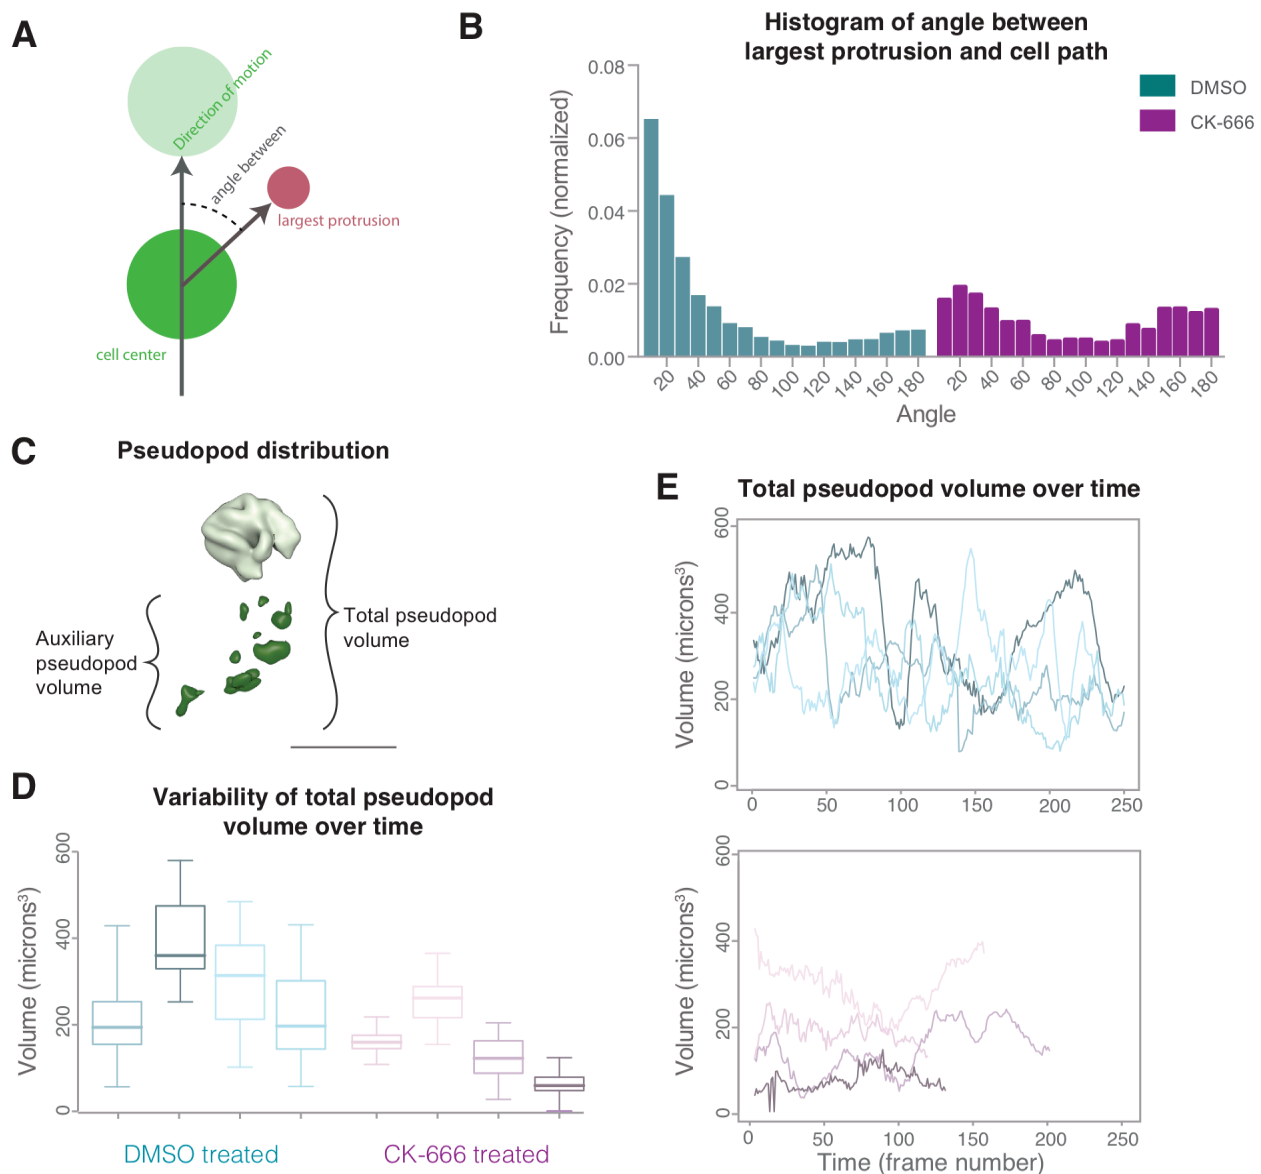 A
Direction of motion
angle between
largest protrusion
cell center
B
Histogram of angle between
largest protrusion and cell path
DMSO
CK-666
Frequency (normalized)
0.08
0.06
0.04
0.02
0.00
20 40 60 80 100 120 140 160 180 20 40 60 80 100 120 140 160 180
Angle
C
Pseudopod distribution
Auxiliary
pseudopod
volume
Total pseudopod
volume
D
Variability of total pseudopod
volume over time
Volume (microns³)
600
400
200
0
DMSO treated CK-666 treated
E
Total pseudopod volume over time
Volume (microns³)
600
400
200
0
0 50 100 150 200 250
Volume (microns³)
600
400
200
0
0 50 100 150 200 250
Time (frame number)